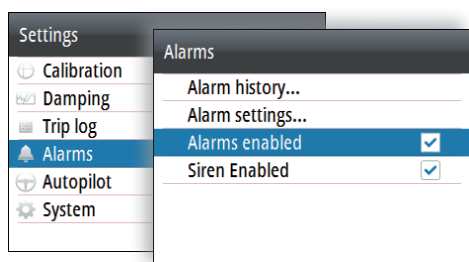 Settings
Calibration
Damping
Trip log
Alarms
Autopilot
System
Alarms
Alarm history...
Alarm settings...
Alarms enabled
Siren Enabled